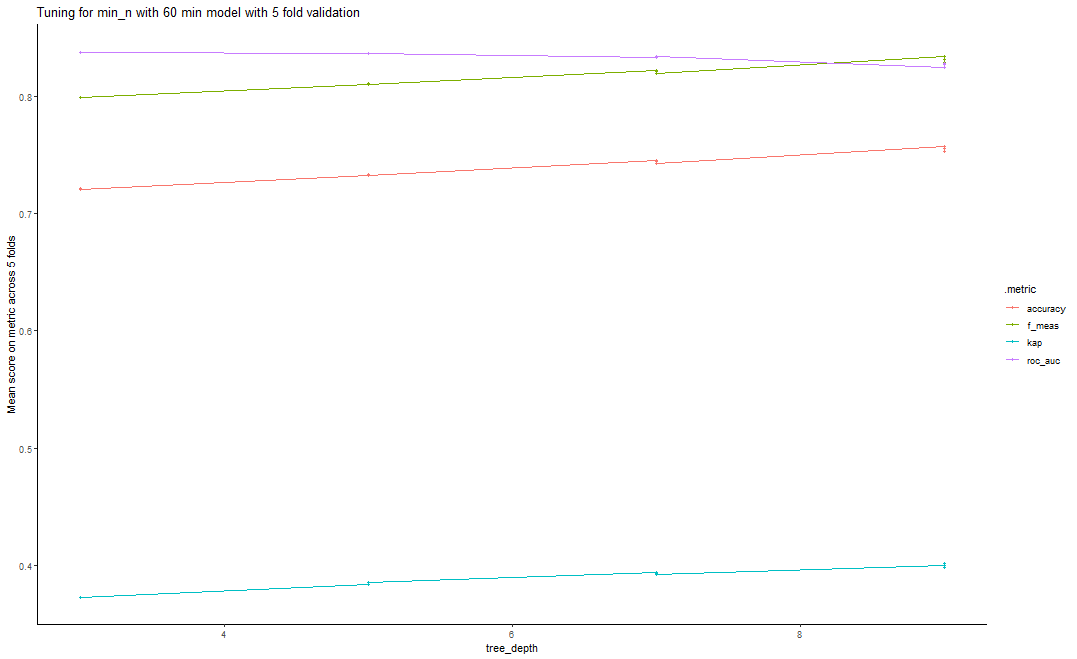 Tuning for min_n with 60 min model with 5 fold validation
Mean score on metric across 5 folds
0.8
0.7
0.6
0.5
0.4
4
6
8
tree_depth
.metric
accuracy
f_meas
kap
roc_auc